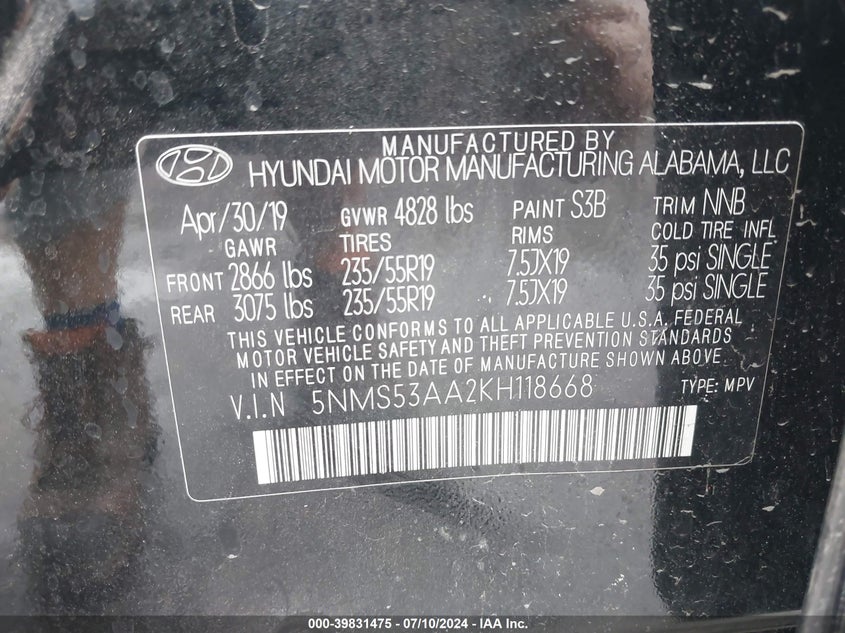 MANUFACTURED BY
HYUNDAI MOTOR MANUFACTURING ALABAMA, LLC
Apr/30/19 GVWR 4828 lbs PAINT S3B TRIM NNB
GAWR TIRES RIMS COLD TIRE INFL
FRONT 2866 lbs 235/55R19 7.5JX19 35 psi SINGLE
REAR 3075 lbs 235/55R19 7.5JX19 35 psi SINGLE
THIS VEHICLE CONFORMS TO ALL APPLICABLE U.S.A. FEDERAL
MOTOR VEHICLE SAFETY AND THEFT PREVENTION STANDARDS
IN EFFECT ON THE DATE OF MANUFACTURE SHOWN ABOVE.
V.I.N 5NMS53AA2KH118668 TYPE: MPV
000-39831475 - 07/10/2024 - IAA Inc.